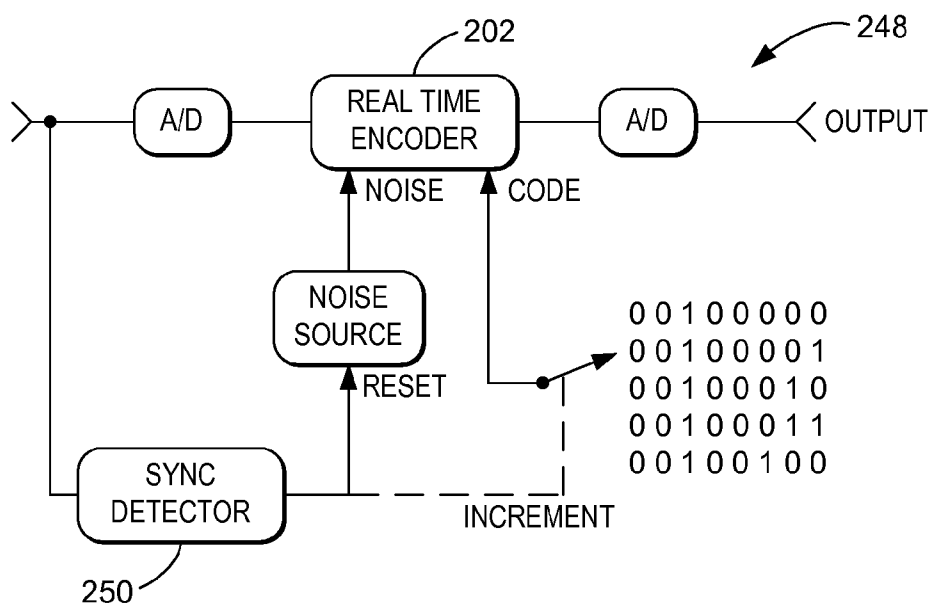 202
248
A/D
REAL TIME
ENCODER
A/D
OUTPUT
NOISE
CODE
NOISE
SOURCE
RESET
0 0 1 0 0 0 0 0
0 0 1 0 0 0 0 1
0 0 1 0 0 0 1 0
0 0 1 0 0 0 1 1
0 0 1 0 0 1 0 0
SYNC
DETECTOR
INCREMENT
250